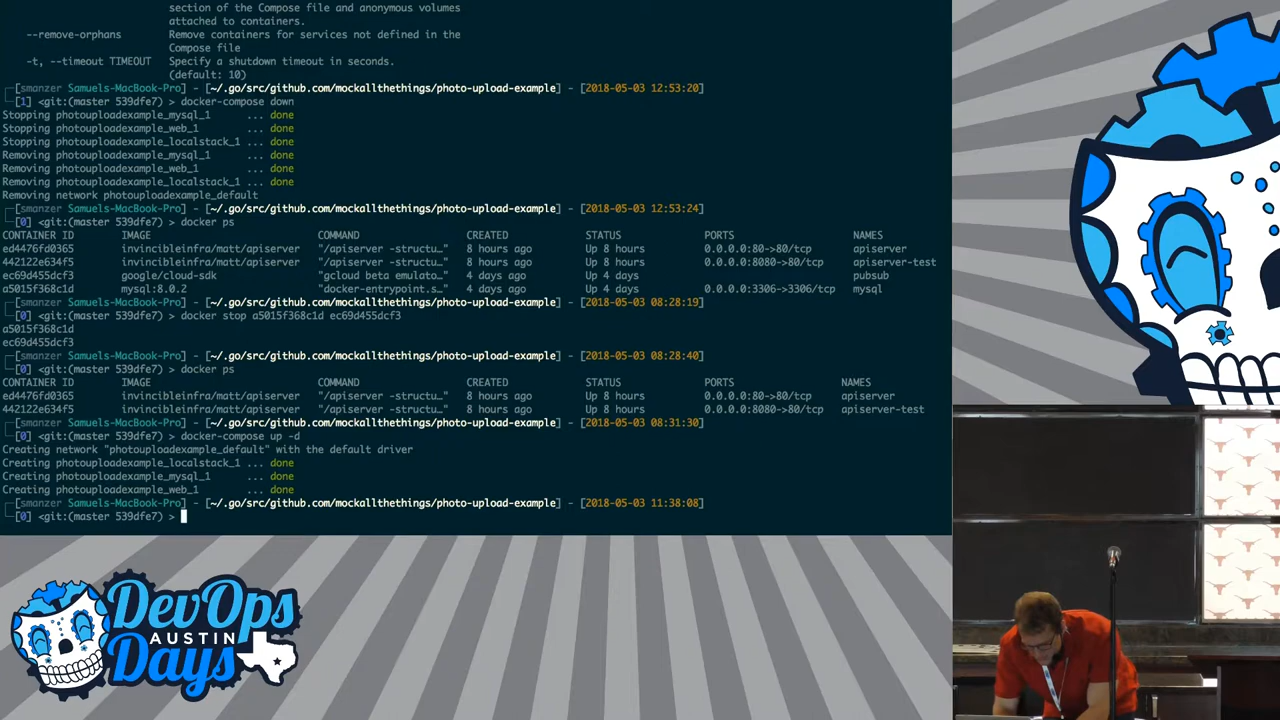 section of the Compose file and anonymous volumes
attached to containers.
--remove-orphans Remove containers for services not defined in the
Compose file
-t, --timeout TIMEOUT Specify a shutdown timeout in seconds.
(default: 10)
[smanzer Samuels-MacBook-Pro] - [~/.go/src/github.com/mockallthethings/photo-upload-example] - [2018-05-03 12:53:20]
[1] <git:(master 539dfe7) > docker-compose down
Stopping photouploadexample_mysql_1 ... done
Stopping photouploadexample_web_1 ... done
Stopping photouploadexample_localstack_1 ... done
Removing photouploadexample_mysql_1 ... done
Removing photouploadexample_web_1 ... done
Removing photouploadexample_localstack_1 ... done
Removing network photouploadexample_default
[smanzer Samuels-MacBook-Pro] - [~/.go/src/github.com/mockallthethings/photo-upload-example] - [2018-05-03 12:53:24]
[0] <git:(master 539dfe7) > docker ps
CONTAINER ID IMAGE COMMAND CREATED STATUS PORTS NAMES
ed4476fd0365 invincibleinfra/matt/apiserver "/apiserver -structu…" 8 hours ago Up 8 hours 0.0.0.0:80->80/tcp apiserver
442122e634f5 invincibleinfra/matt/apiserver "/apiserver -structu…" 8 hours ago Up 8 hours 0.0.0.0:8080->80/tcp apiserver-test
ec69d455dcf3 google/cloud-sdk "gcloud beta emulato…" 4 days ago Up 4 days pubsub
a5015f368c1d mysql:8.0.2 "docker-entrypoint.s…" 4 days ago Up 4 days 0.0.0.0:3306->3306/tcp mysql
[smanzer Samuels-MacBook-Pro] - [~/.go/src/github.com/mockallthethings/photo-upload-example] - [2018-05-03 08:28:19]
[0] <git:(master 539dfe7) > docker stop a5015f368c1d ec69d455dcf3
a5015f368c1d
ec69d455dcf3
[smanzer Samuels-MacBook-Pro] - [~/.go/src/github.com/mockallthethings/photo-upload-example] - [2018-05-03 08:28:40]
[0] <git:(master 539dfe7) > docker ps
CONTAINER ID IMAGE COMMAND CREATED STATUS PORTS NAMES
ed4476fd0365 invincibleinfra/matt/apiserver "/apiserver -structu…" 8 hours ago Up 8 hours 0.0.0.0:80->80/tcp apiserver
442122e634f5 invincibleinfra/matt/apiserver "/apiserver -structu…" 8 hours ago Up 8 hours 0.0.0.0:8080->80/tcp apiserver-test
[smanzer Samuels-MacBook-Pro] - [~/.go/src/github.com/mockallthethings/photo-upload-example] - [2018-05-03 08:31:30]
[0] <git:(master 539dfe7) > docker-compose up -d
Creating network "photouploadexample_default" with the default driver
Creating photouploadexample_localstack_1 ... done
Creating photouploadexample_mysql_1 ... done
Creating photouploadexample_web_1 ... done
[smanzer Samuels-MacBook-Pro] - [~/.go/src/github.com/mockallthethings/photo-upload-example] - [2018-05-03 11:38:08]
[0] <git:(master 539dfe7) >
DevOps
AUSTIN
Days